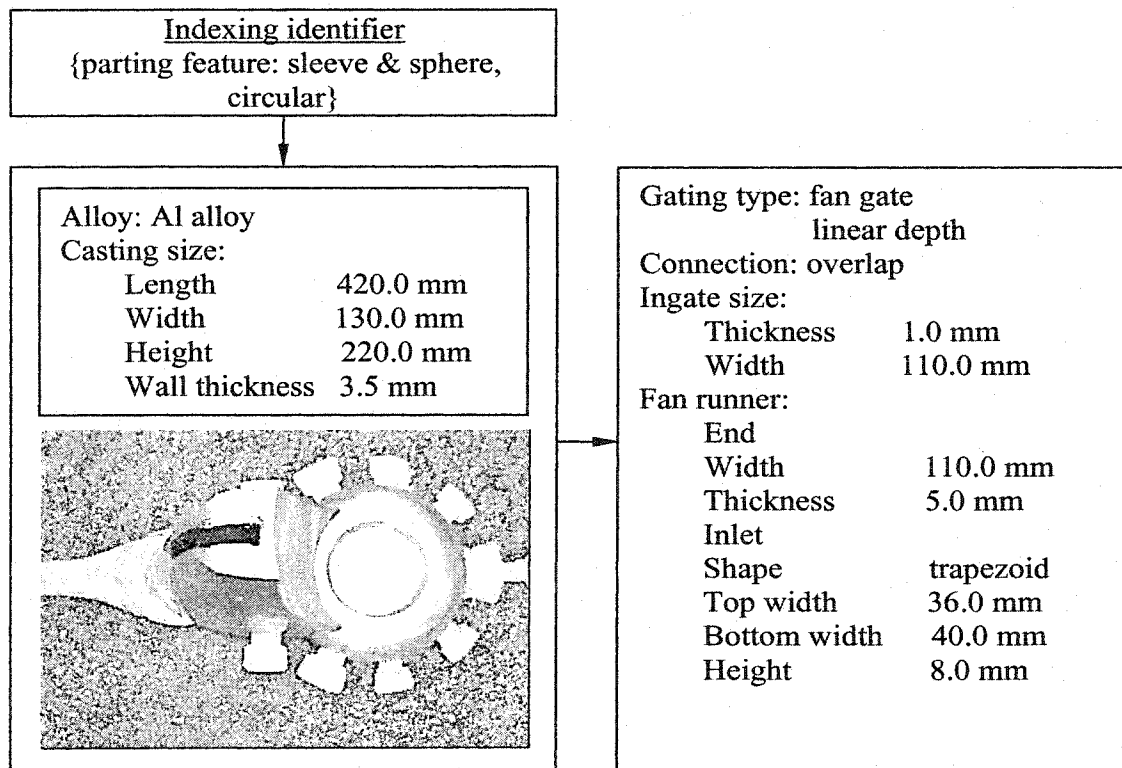 Indexing identifier
{parting feature: sleeve & sphere,
circular}
Alloy: Al alloy
Casting size:
Length 420.0 mm
Width 130.0 mm
Height 220.0 mm
Wall thickness 3.5 mm
Gating type: fan gate
linear depth
Connection: overlap
Ingate size:
Thickness 1.0 mm
Width 110.0 mm
Fan runner:
End
Width 110.0 mm
Thickness 5.0 mm
Inlet
Shape trapezoid
Top width 36.0 mm
Bottom width 40.0 mm
Height 8.0 mm